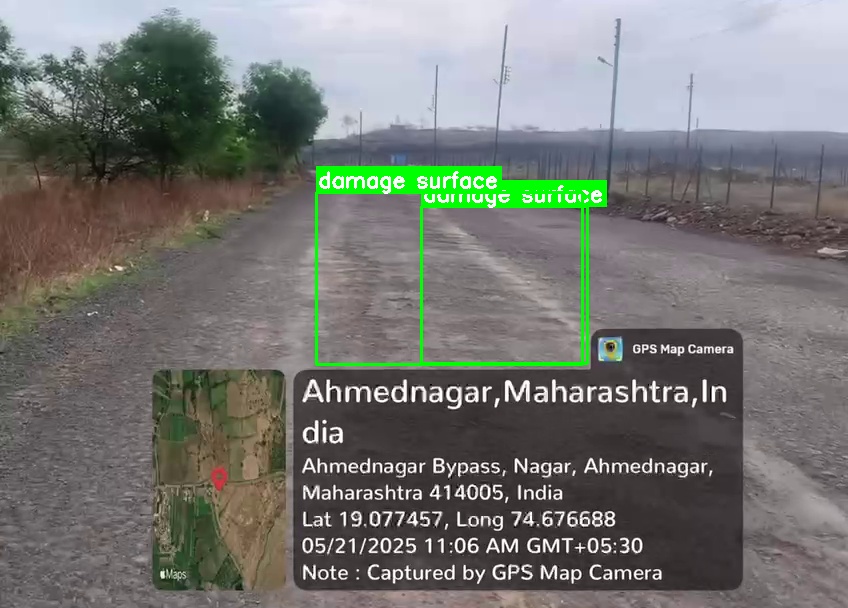 damage surface
damage surface
GPS Map Camera
Ahmednagar,Maharashtra,In
dia
Ahmednagar Bypass, Nagar, Ahmednagar,
Maharashtra 414005, India
Lat 19.077457, Long 74.676688
05/21/2025 11:06 AM GMT+05:30
Note : Captured by GPS Map Camera
Maps